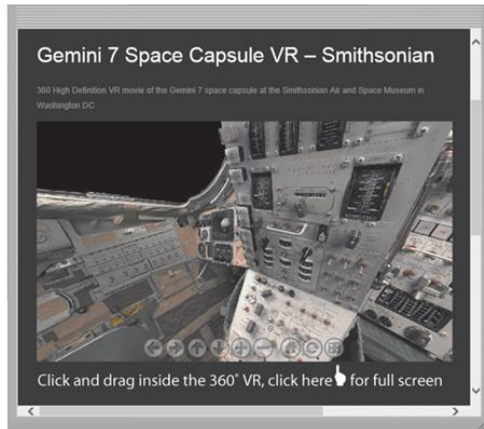 Gemini 7 Space Capsule VR – Smithsonian
360 High Definition VR movie of the Gemini 7 space capsule at the Smithsonian Air and Space Museum in
Washington DC
Click and drag inside the 360˚ VR, click here for full screen